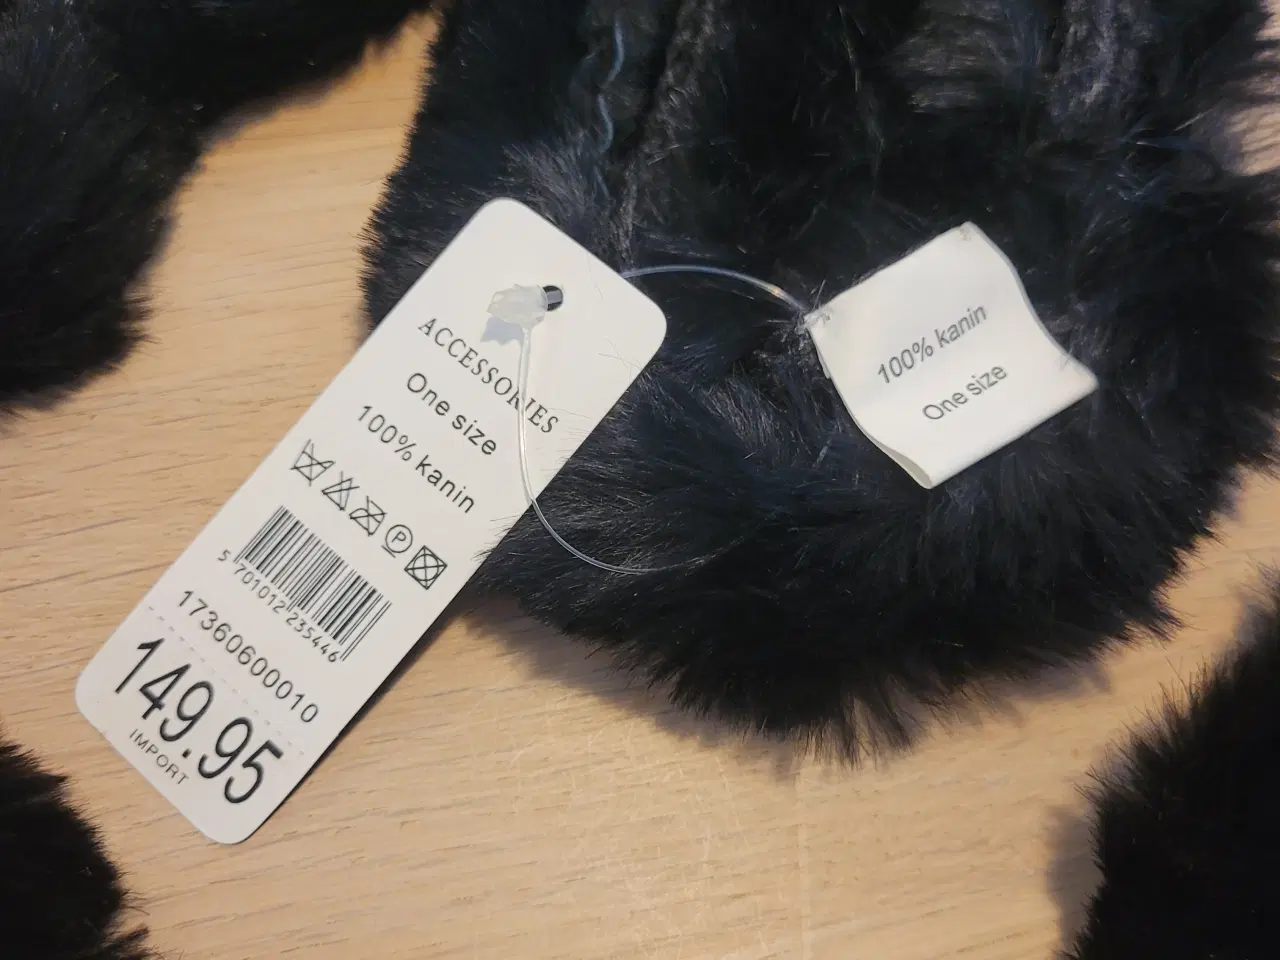 ACCESSORIES
One size
100% kanin
P
5 701012 235446
17360600010
149.95
IMPORT
100% kanin
One size